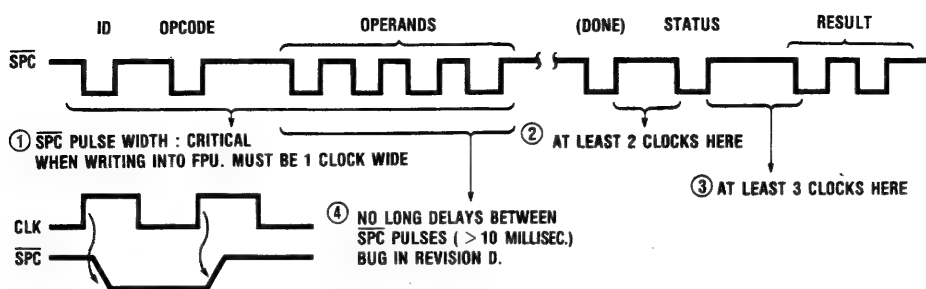 ID OPCODE OPERANDS (DONE) STATUS RESULT
SPC
① SPC PULSE WIDTH : CRITICAL
WHEN WRITING INTO FPU. MUST BE 1 CLOCK WIDE
② AT LEAST 2 CLOCKS HERE
③ AT LEAST 3 CLOCKS HERE
④ NO LONG DELAYS BETWEEN
SPC PULSES ( > 10 MILLISEC.)
BUG IN REVISION D.
CLK
SPC